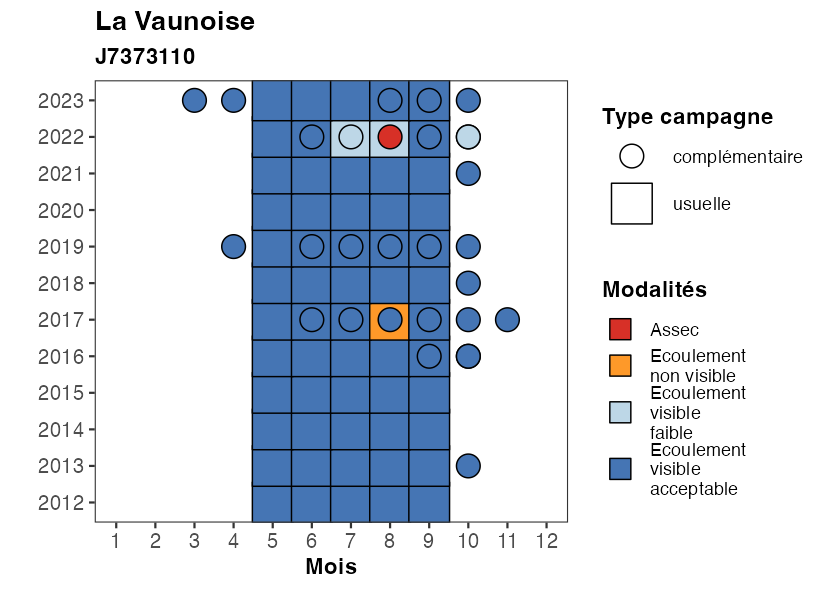 La Vaunoise
J7373110
2023
2022
2021
2020
2019
2018
2017
2016
2015
2014
2013
2012
1 2 3 4 5 6 7 8 9 10 11 12
Mois
Type campagne
complémentaire
usuelle
Modalités
Assec
Ecoulement
non visible
Ecoulement
visible
faible
Ecoulement
visible
acceptable